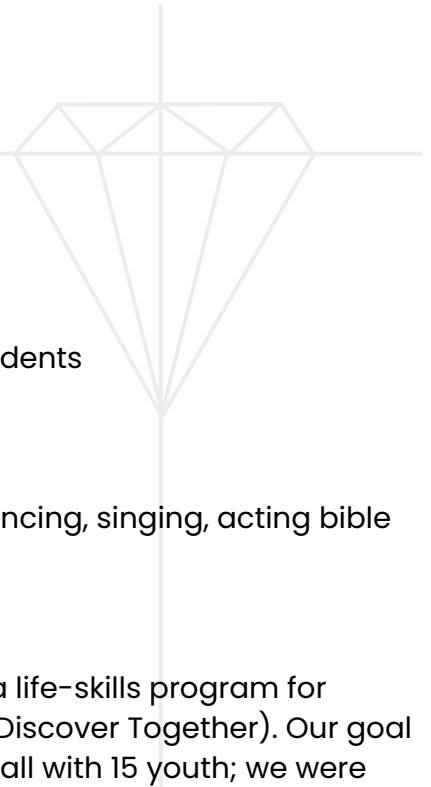 dents
ncing, singing, acting bible
a life-skills program for
Discover Together). Our goal
all with 15 youth; we were